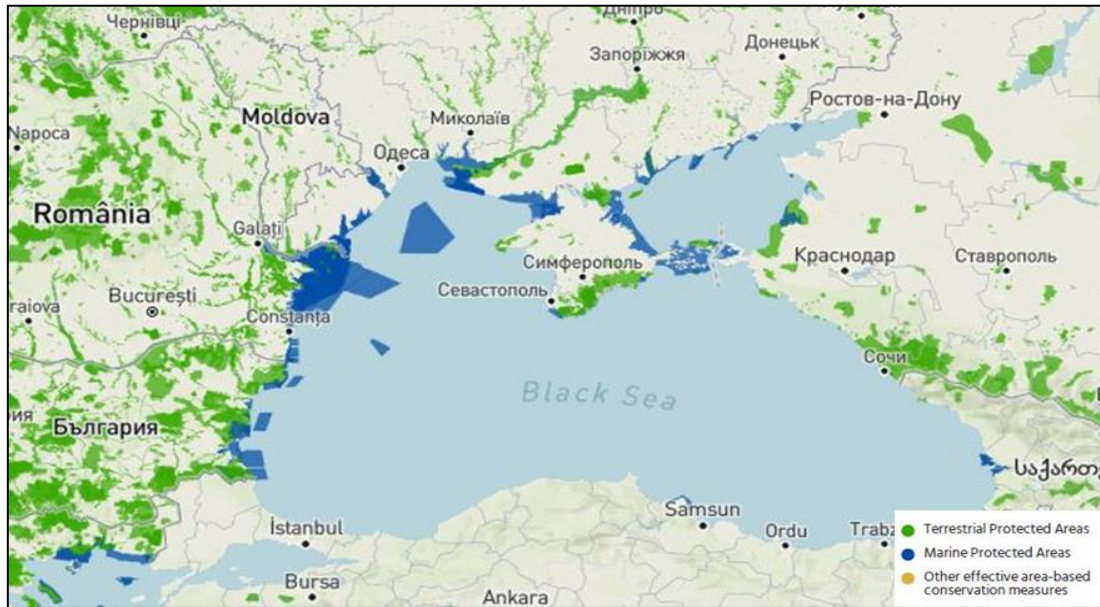 Чернівці
Дніпро
Запоріжжя
Донецьк
Ростов-на-Дону
Napoca
Moldova
Миколаїв
Одеса
România
Galați
Краснодар
Ставрополь
Симферополь
București
Севастополь
raiova
Constanța
Сочи
Black Sea
България
საქართვ
Samsun
İstanbul
Ordu
Trabz
Bursa
Ankara
Terrestrial Protected Areas
Marine Protected Areas
Other effective area-based
conservation measures